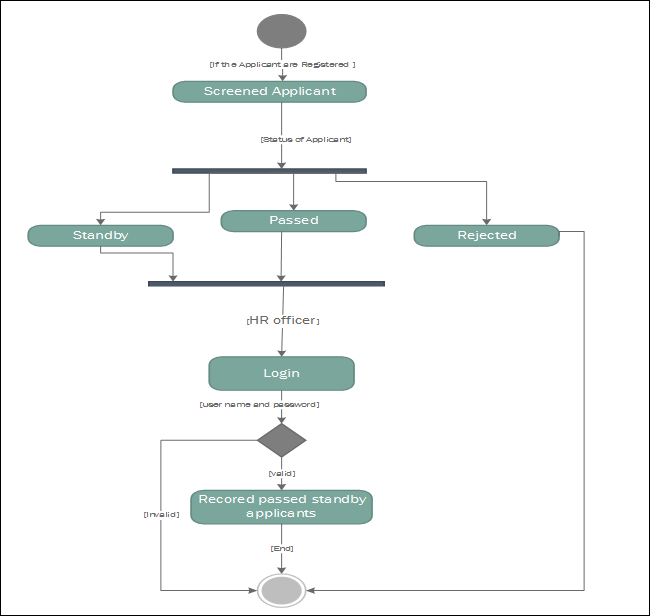 [If the Applicant are Registered ]
Screened Applicant
[Status of Applicant]
Standby
Passed
Rejected
[HR officer]
Login
[user name and password]
[valid]
[Invalid]
Recored passed standby
applicants
[End]